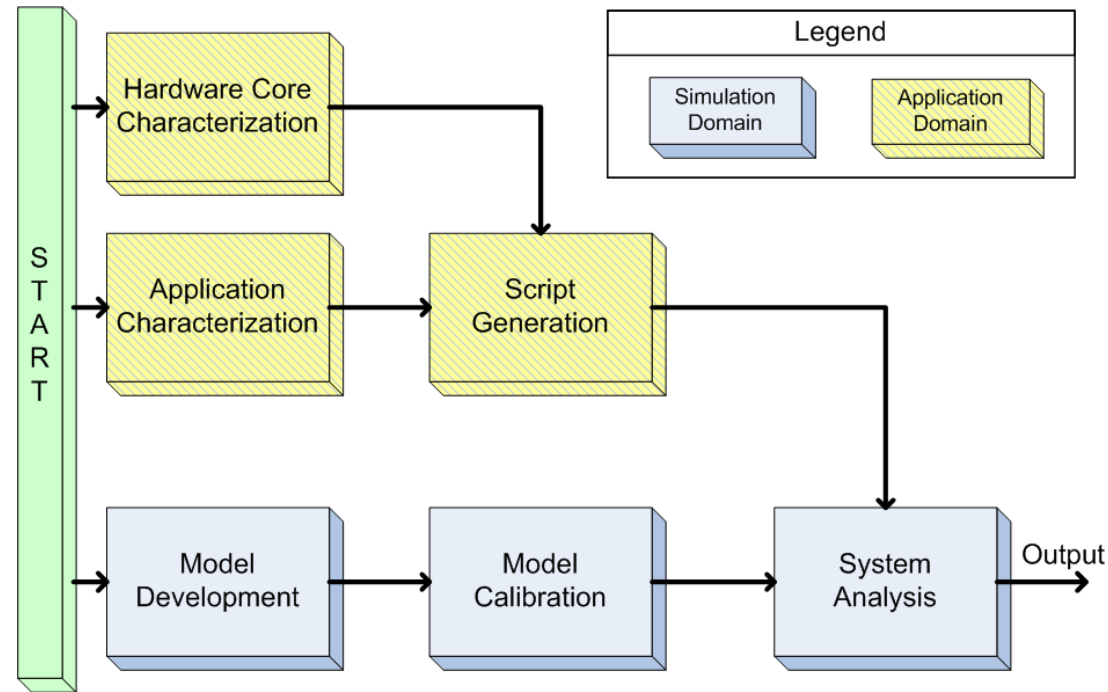 Legend
Simulation
Domain
Application
Domain
Hardware Core
Characterization
START
Application
Characterization
Script
Generation
Model
Development
Model
Calibration
System
Analysis
Output